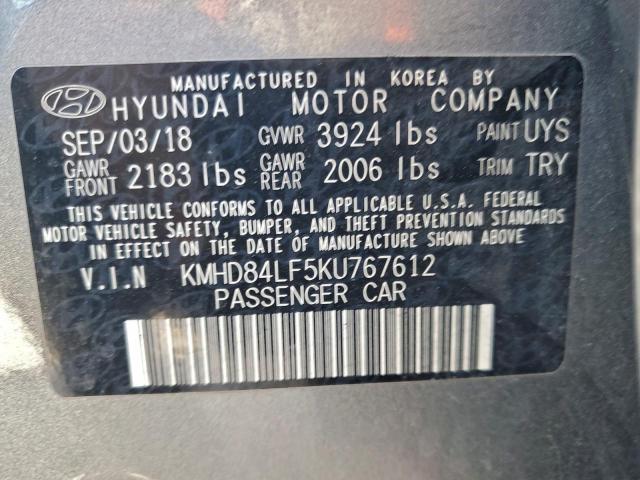 MANUFACTURED IN KOREA BY
HYUNDAI MOTOR COMPANY
SEP/03/18 GVWR 3924 lbs PAINT UYS
GAWR FRONT 2183 lbs GAWR REAR 2006 lbs TRIM TRY
THIS VEHICLE CONFORMS TO ALL APPLICABLE U.S.A. FEDERAL
MOTOR VEHICLE SAFETY, BUMPER, AND THEFT PREVENTION STANDARDS
IN EFFECT ON THE DATE OF MANUFACTURE SHOWN ABOVE.
V.I.N KMHD84LF5KU767612
PASSENGER CAR